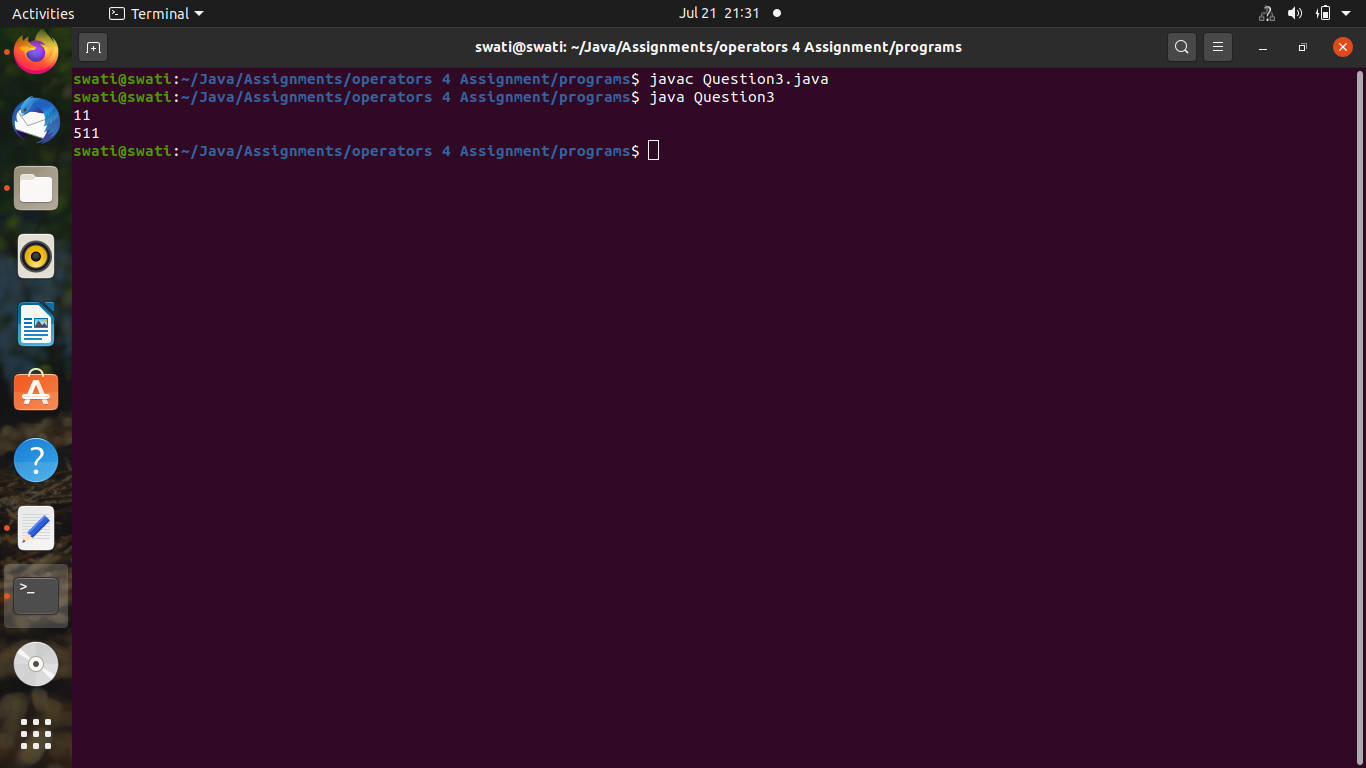 Activities Terminal Jul 21 21:31
swati@swati: ~/Java/Assignments/operators 4 Assignment/programs
swati@swati:~/Java/Assignments/operators 4 Assignment/programs$ javac Question3.java
swati@swati:~/Java/Assignments/operators 4 Assignment/programs$ java Question3
11
511
swati@swati:~/Java/Assignments/operators 4 Assignment/programs$